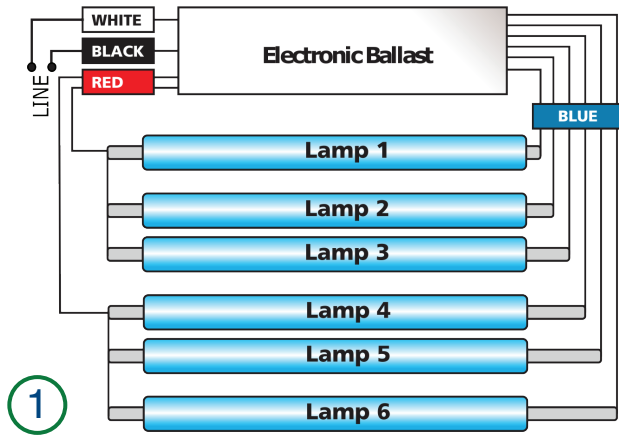 WHITE
BLACK
RED
LINE
Electronic Ballast
BLUE
Lamp 1
Lamp 2
Lamp 3
Lamp 4
Lamp 5
Lamp 6
1